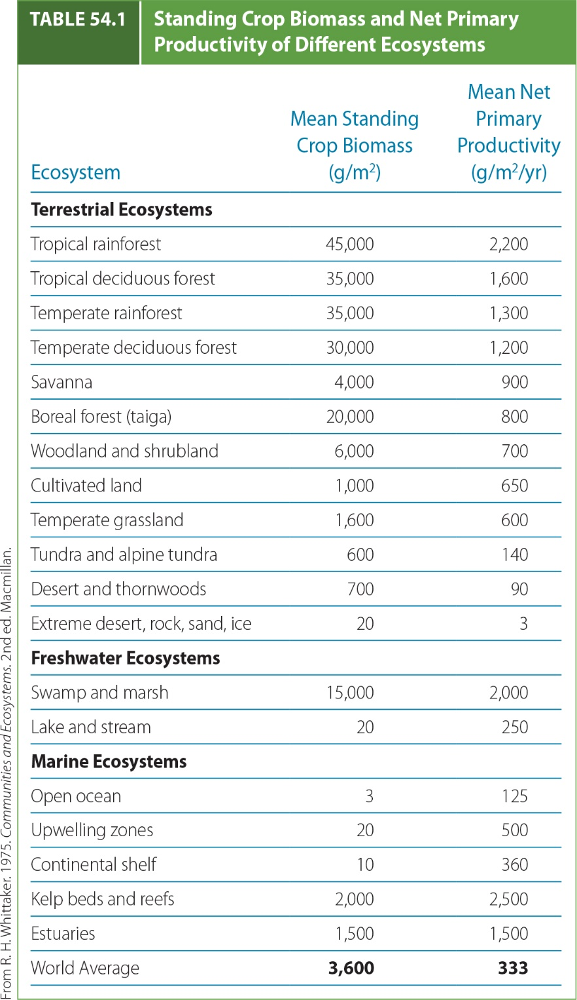 TABLE 54.1
Standing Crop Biomass and Net Primary
Productivity of Different Ecosystems
Ecosystem
Mean Standing
Crop Biomass
(g/m²)
Mean Net
Primary
Productivity
(g/m²/yr)
Terrestrial Ecosystems
Tropical rainforest 45,000 2,200
Tropical deciduous forest 35,000 1,600
Temperate rainforest 35,000 1,300
Temperate deciduous forest 30,000 1,200
Savanna 4,000 900
Boreal forest (taiga) 20,000 800
Woodland and shrubland 6,000 700
Cultivated land 1,000 650
Temperate grassland 1,600 600
Tundra and alpine tundra 600 140
Desert and thornwoods 700 90
Extreme desert, rock, sand, ice 20 3
Freshwater Ecosystems
Swamp and marsh 15,000 2,000
Lake and stream 20 250
Marine Ecosystems
Open ocean 3 125
Upwelling zones 20 500
Continental shelf 10 360
Kelp beds and reefs 2,000 2,500
Estuaries 1,500 1,500
World Average 3,600 333
From R. H. Whittaker. 1975. Communities and Ecosystems. 2nd ed. Macmillan.